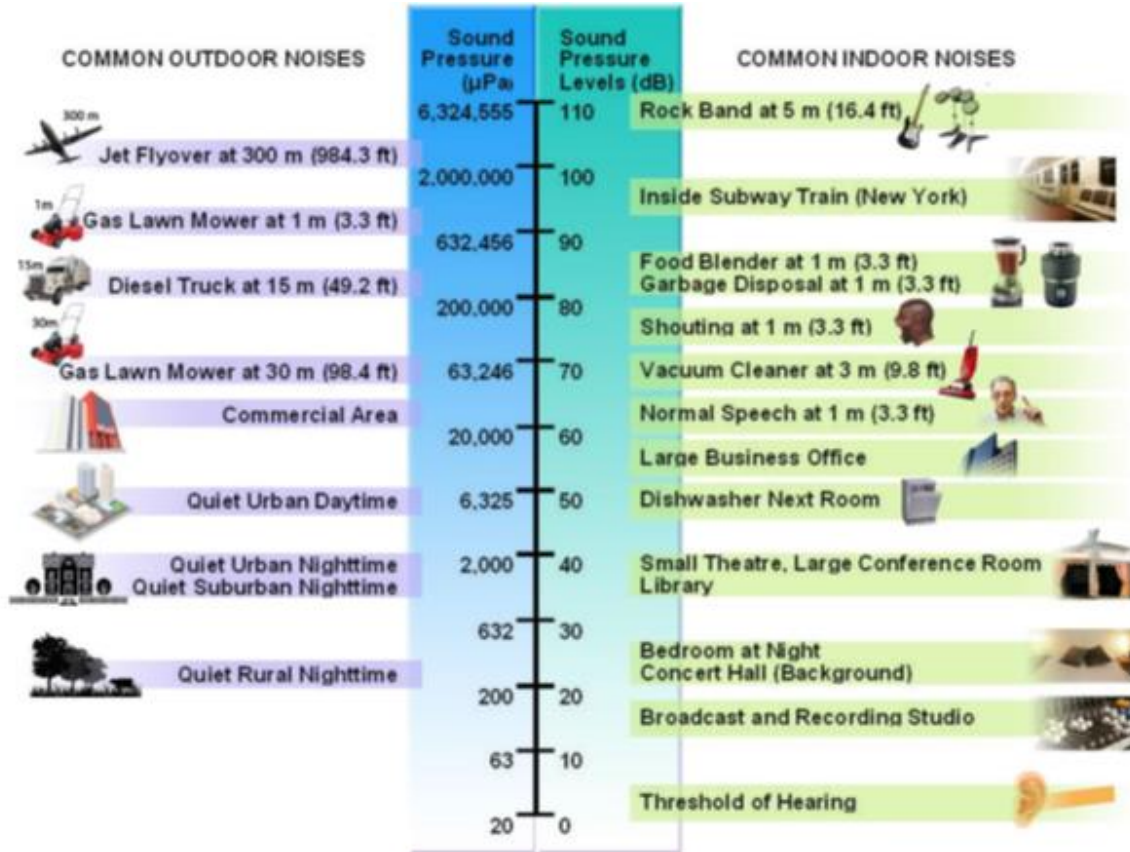 COMMON OUTDOOR NOISES
300 m
Jet Flyover at 300 m (984.3 ft)
1m
Gas Lawn Mower at 1 m (3.3 ft)
15m
Diesel Truck at 15 m (49.2 ft)
30m
Gas Lawn Mower at 30 m (98.4 ft)
Commercial Area
Quiet Urban Daytime
Quiet Urban Nighttime
Quiet Suburban Nighttime
Quiet Rural Nighttime
Sound
Pressure
(µPa)
6,324,555
2,000,000
632,456
200,000
63,246
20,000
6,325
2,000
632
200
63
20
Sound
Pressure
Levels (dB)
110
100
90
80
70
60
50
40
30
20
10
0
COMMON INDOOR NOISES
Rock Band at 5 m (16.4 ft)
Inside Subway Train (New York)
Food Blender at 1 m (3.3 ft)
Garbage Disposal at 1 m (3.3 ft)
Shouting at 1 m (3.3 ft)
Vacuum Cleaner at 3 m (9.8 ft)
Normal Speech at 1 m (3.3 ft)
Large Business Office
Dishwasher Next Room
Small Theatre, Large Conference Room
Library
Bedroom at Night
Concert Hall (Background)
Broadcast and Recording Studio
Threshold of Hearing